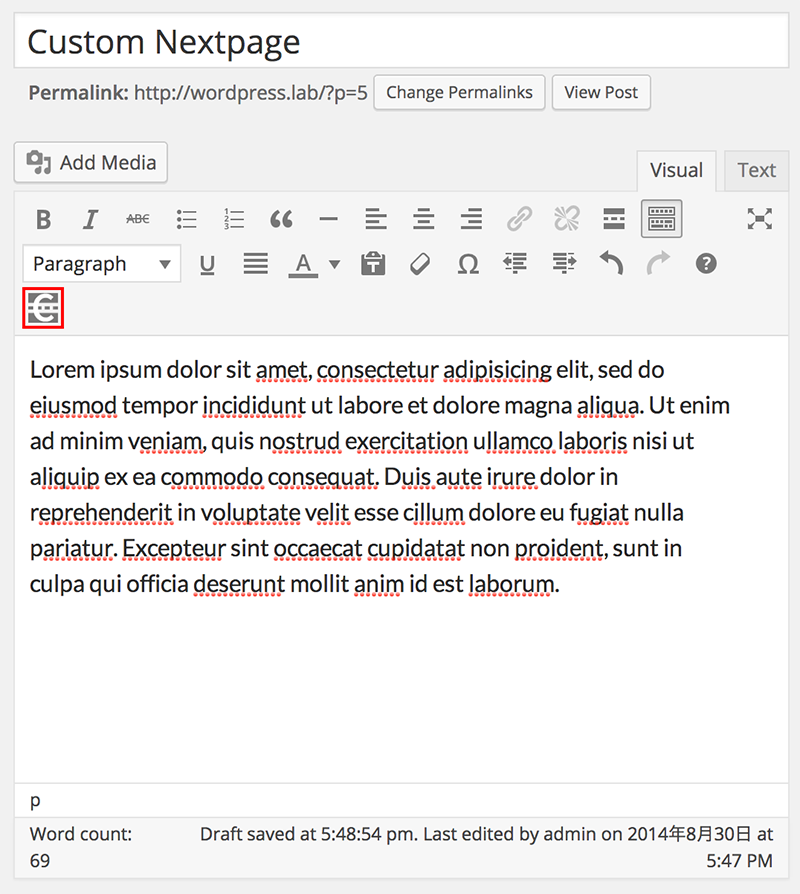 Custom Nextpage
Permalink: http://wordpress.lab/?p=5 Change Permalinks View Post
Add Media
Visual Text
B I ABC
Paragraph U A T Ω ?
Lorem ipsum dolor sit amet, consectetur adipisicing elit, sed do
eiusmod tempor incididunt ut labore et dolore magna aliqua. Ut enim
ad minim veniam, quis nostrud exercitation ullamco laboris nisi ut
aliquip ex ea commodo consequat. Duis aute irure dolor in
reprehenderit in voluptate velit esse cillum dolore eu fugiat nulla
pariatur. Excepteur sint occaecat cupidatat non proident, sunt in
culpa qui officia deserunt mollit anim id est laborum.
p
Word count: Draft saved at 5:48:54 pm. Last edited by admin on 2014年8月30日 at
69 5:47 PM